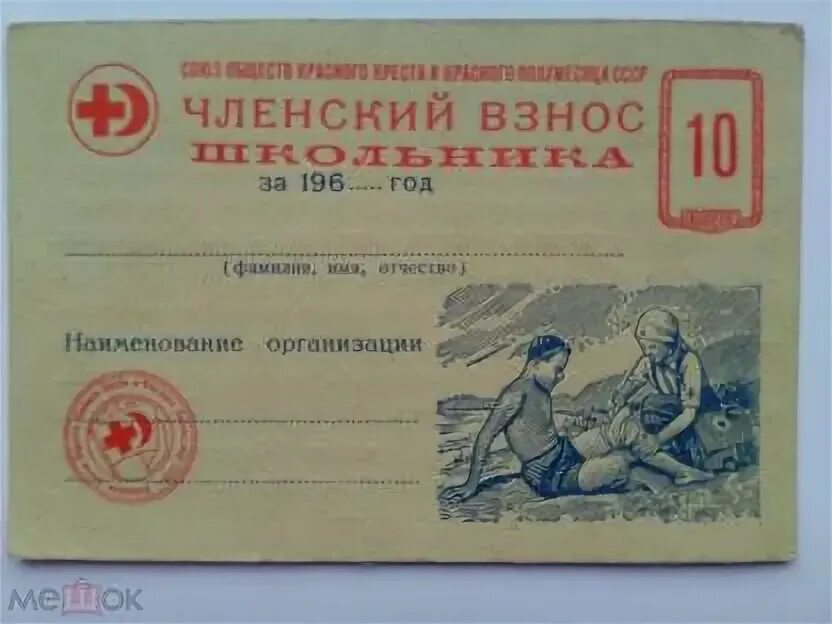 СОЮЗ ОБЩЕСТВ КРАСНОГО КРЕСТА И КРАСНОГО ПОЛУМЕСЯЦА СССР
ЧЛЕНСКИЙ ВЗНОС
ШКОЛЬНИКА
10
за 196..... год
(фамилия, имя, отчество)
Наименование организации
мешок